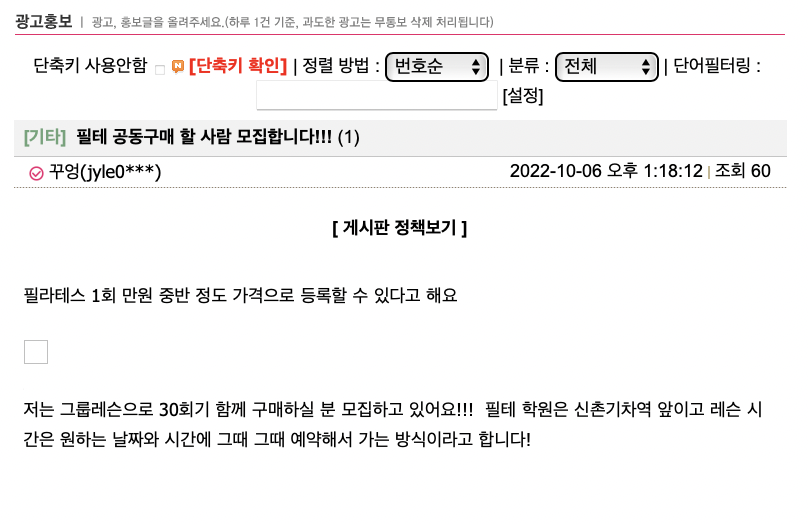 광고홍보 | 광고, 홍보글을 올려주세요.(하루 1건 기준, 과도한 광고는 무통보 삭제 처리됩니다)
단축키 사용안함 N [단축키 확인] | 정렬 방법 : 번호순 | 분류 : 전체 | 단어필터링 :
[설정]
[기타] 필테 공동구매 할 사람 모집합니다!!! (1)
꾸엉(jyle0***) 2022-10-06 오후 1:18:12 | 조회 60
[ 게시판 정책보기 ]
필라테스 1회 만원 중반 정도 가격으로 등록할 수 있다고 해요
저는 그룹레슨으로 30회기 함께 구매하실 분 모집하고 있어요!!! 필테 학원은 신촌기차역 앞이고 레슨 시
간은 원하는 날짜와 시간에 그때 그때 예약해서 가는 방식이라고 합니다!